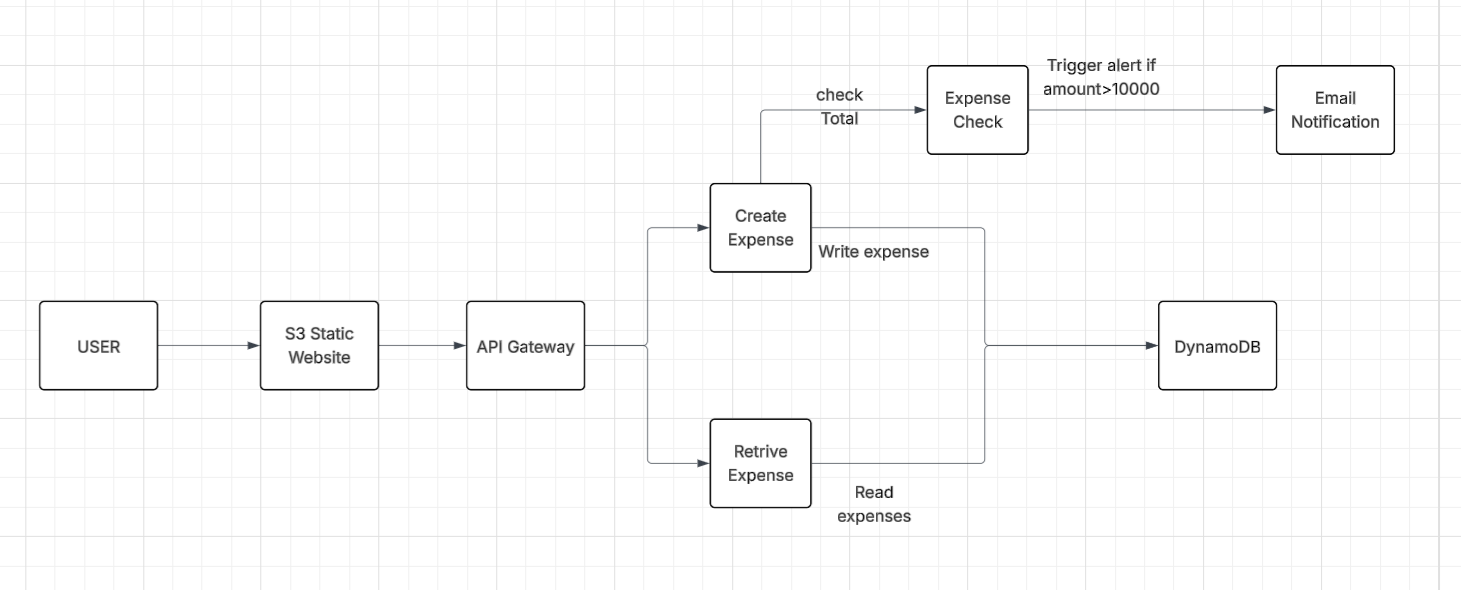 Trigger alert if
amount>10000
check
Total
Expense
Check
Email
Notification
Create
Expense
Write expense
USER
S3 Static
Website
API Gateway
DynamoDB
Retrive
Expense
Read
expenses